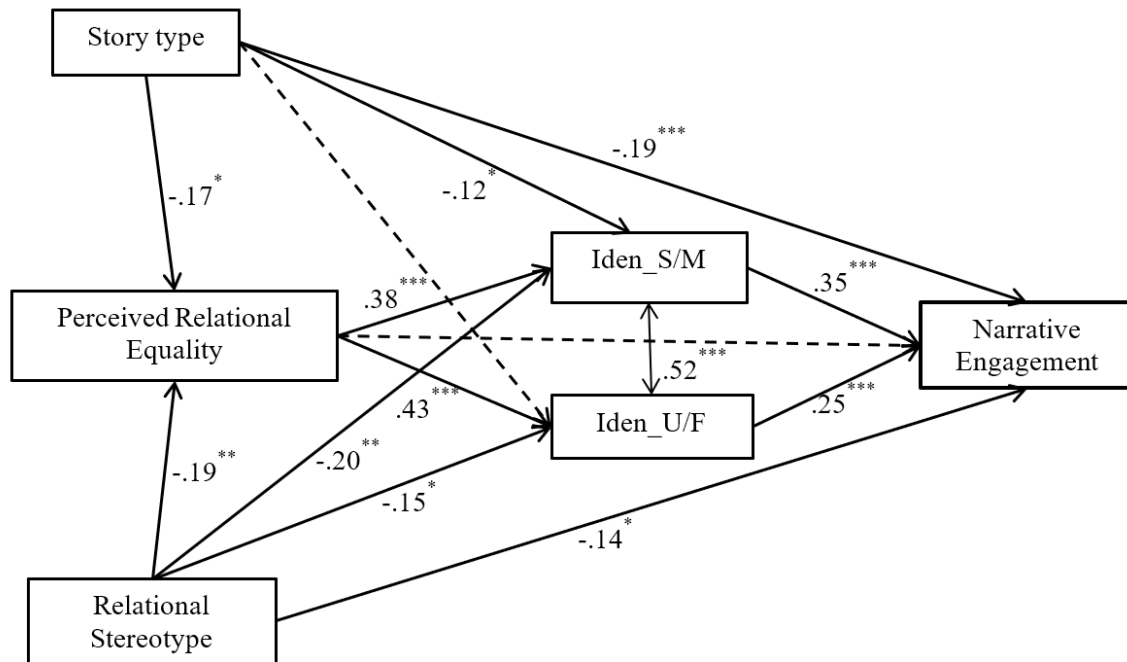 Story type
-.19***
-.17*
-.12*
Iden_S/M
.38***
.35***
Perceived Relational
Equality
Narrative
Engagement
.52***
.43***
.25***
Iden_U/F
-.19**
-.20**
-.15*
-.14*
Relational
Stereotype